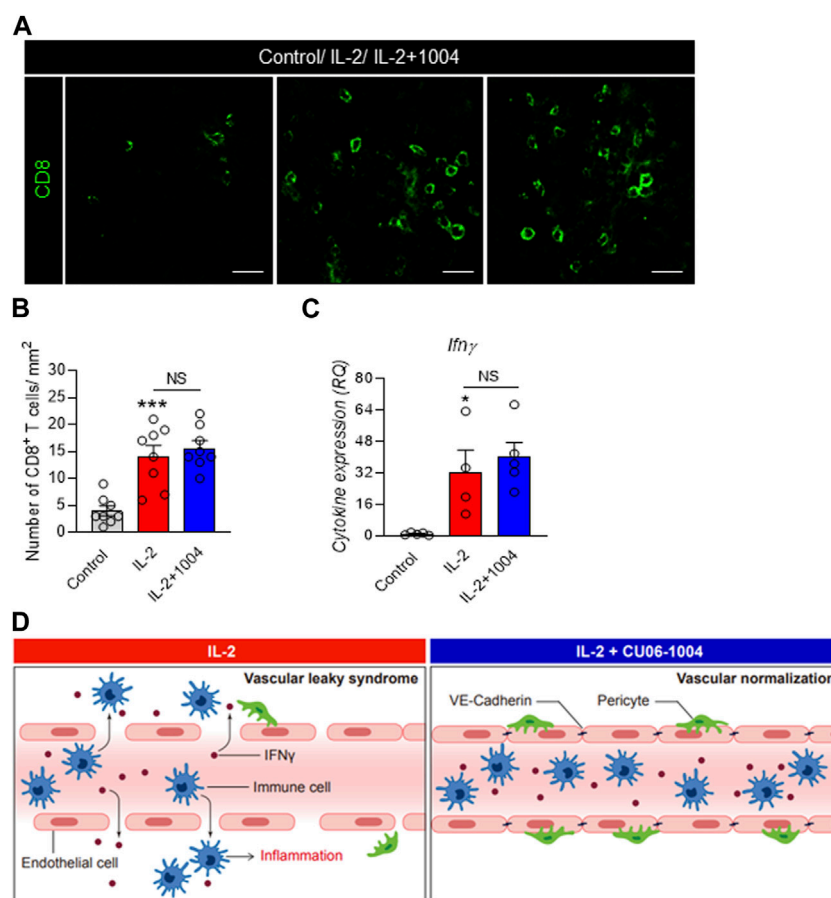 A
Control/ IL-2/ IL-2+1004
CD8
B
Number of CD8⁺ T cells/ mm²
30
25
20
15
10
5
0
***
NS
Control
IL-2
IL-2+1004
C
Ifnγ
Cytokine expression (RQ)
80
64
48
32
16
0
*
NS
Control
IL-2
IL-2+1004
D
IL-2
Vascular leaky syndrome
IFNγ
Immune cell
Endothelial cell
Inflammation
IL-2 + CU06-1004
Vascular normalization
VE-Cadherin
Pericyte